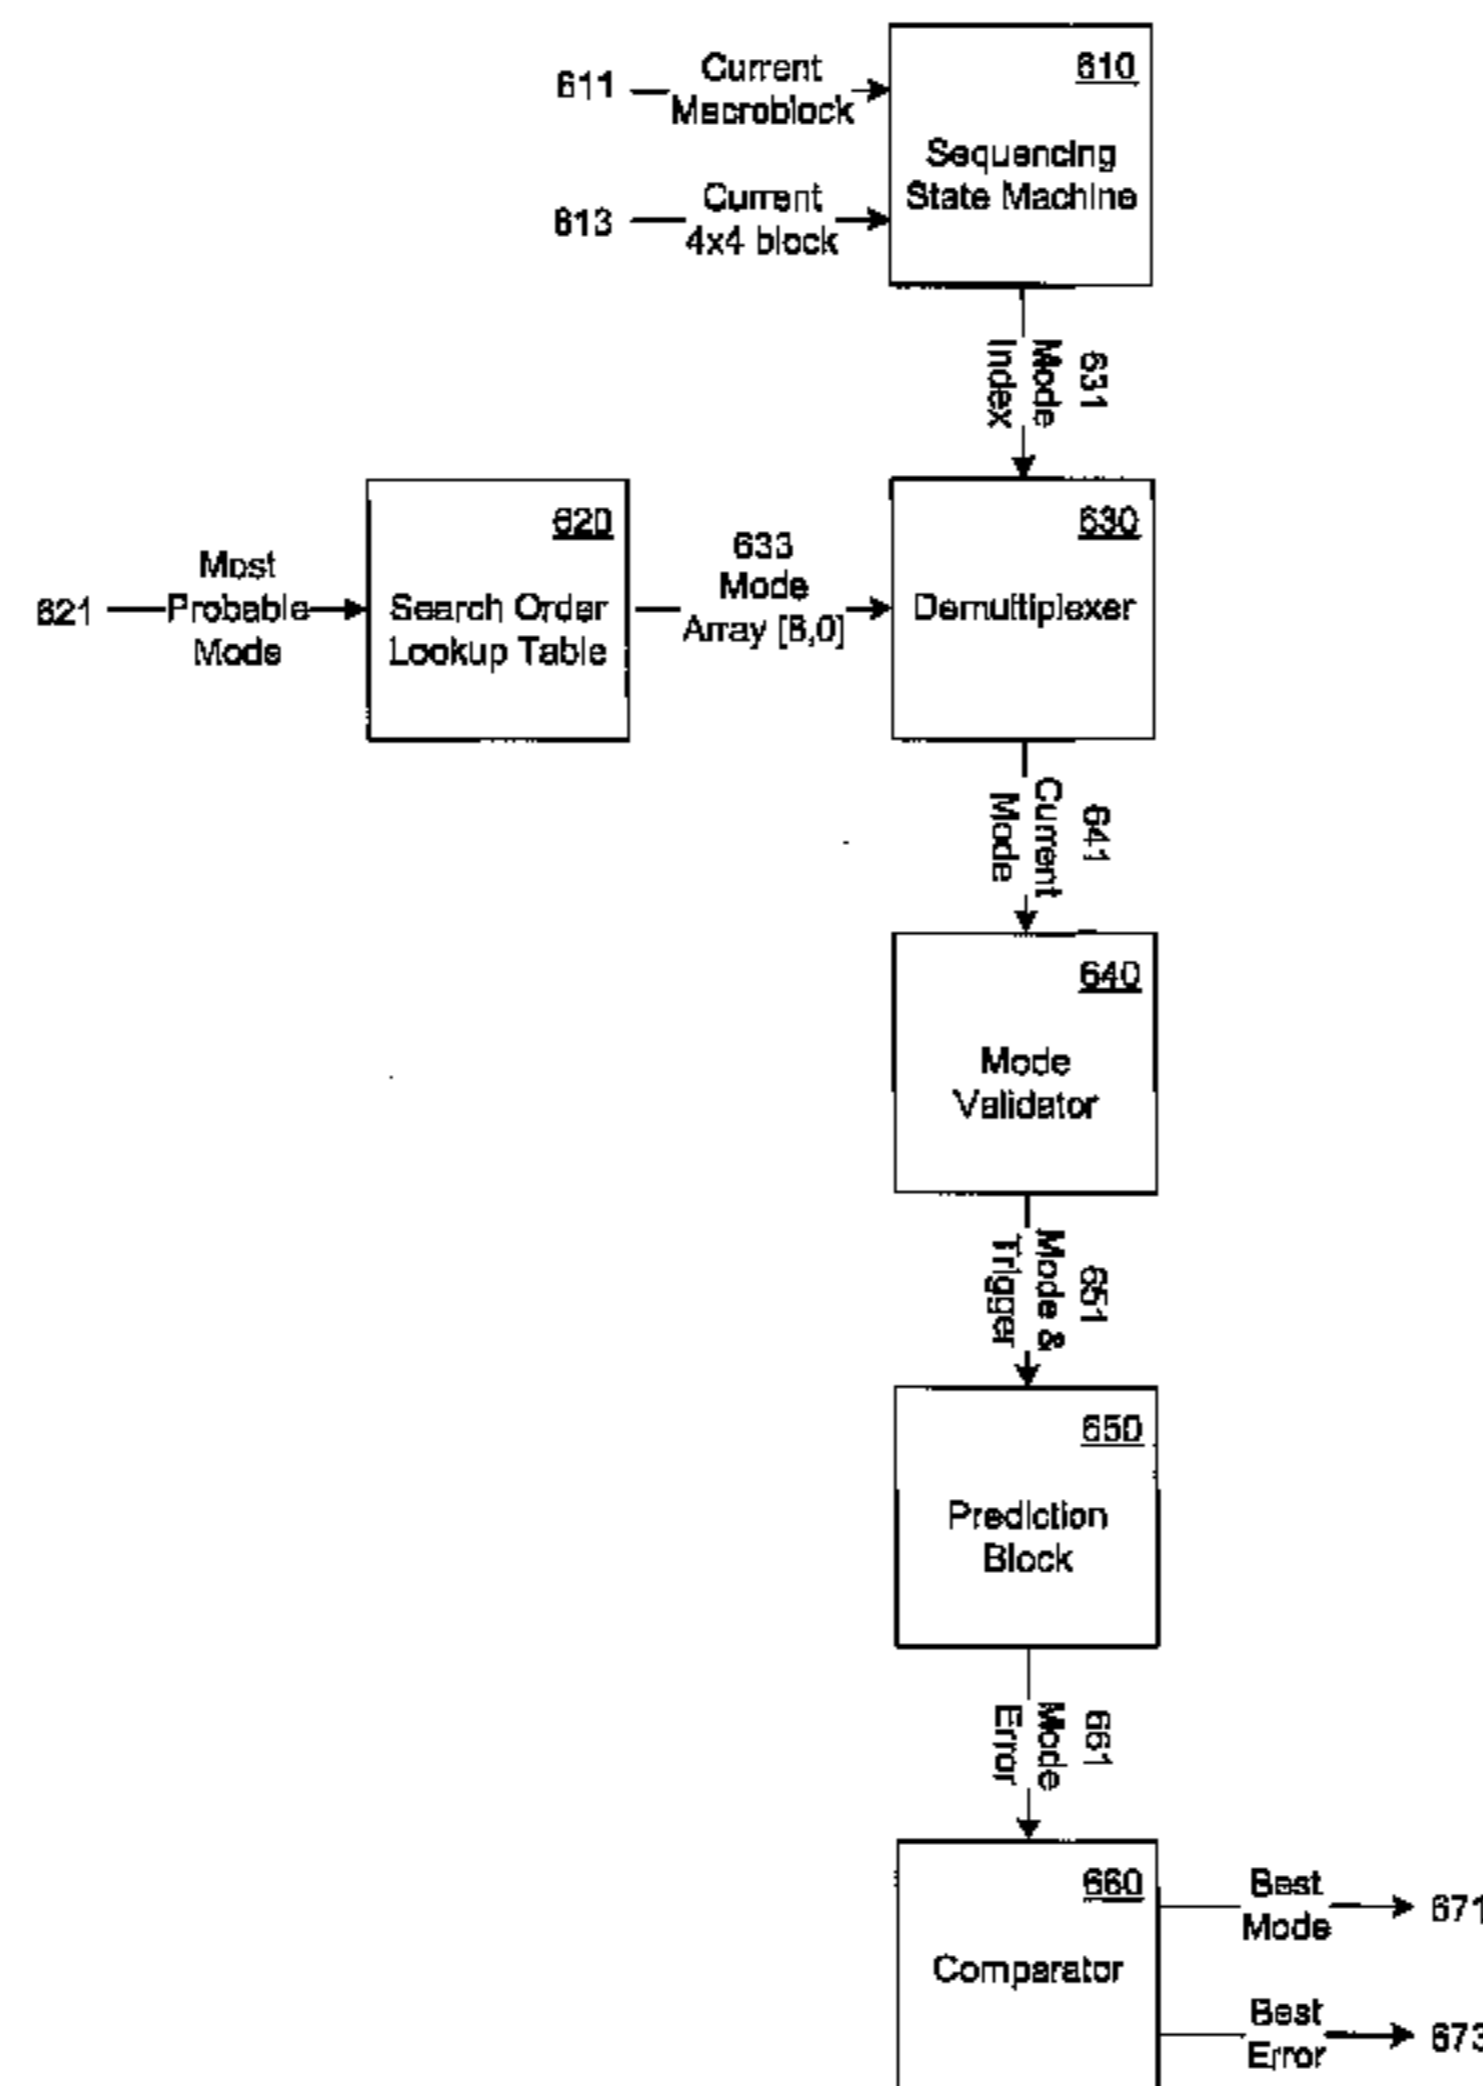 610
Sequencing
State Machine
611
Current
Macroblock
613
Current
4x4 block
631
Mode
Index
620
Search Order
Lookup Table
621
Most
Probable
Mode
633
Mode
Array [8,0]
630
Demultiplexer
641
Current
Mode
640
Mode
Validator
651
Mode &
Trigger
650
Prediction
Block
661
Mode
Error
660
Comparator
Best
Mode
671
Best
Error
673